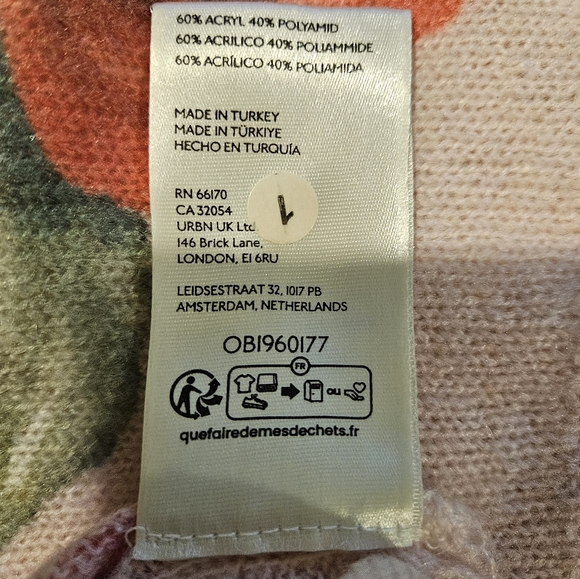 60% ACRYL 40% POLYAMID
60% ACRILICO 40% POLIAMMIDE
60% ACRÍLICO 40% POLIAMIDA
MADE IN TURKEY
MADE IN TÜRKIYE
HECHO EN TURQUÍA
RN 66170
CA 32054
URBN UK Ltd
146 Brick Lane,
LONDON, E1 6RU
LEIDSESTRAAT 32, 1017 PB
AMSTERDAM, NETHERLANDS
OB1960177
FR
OU
quefairedemesdechets.fr